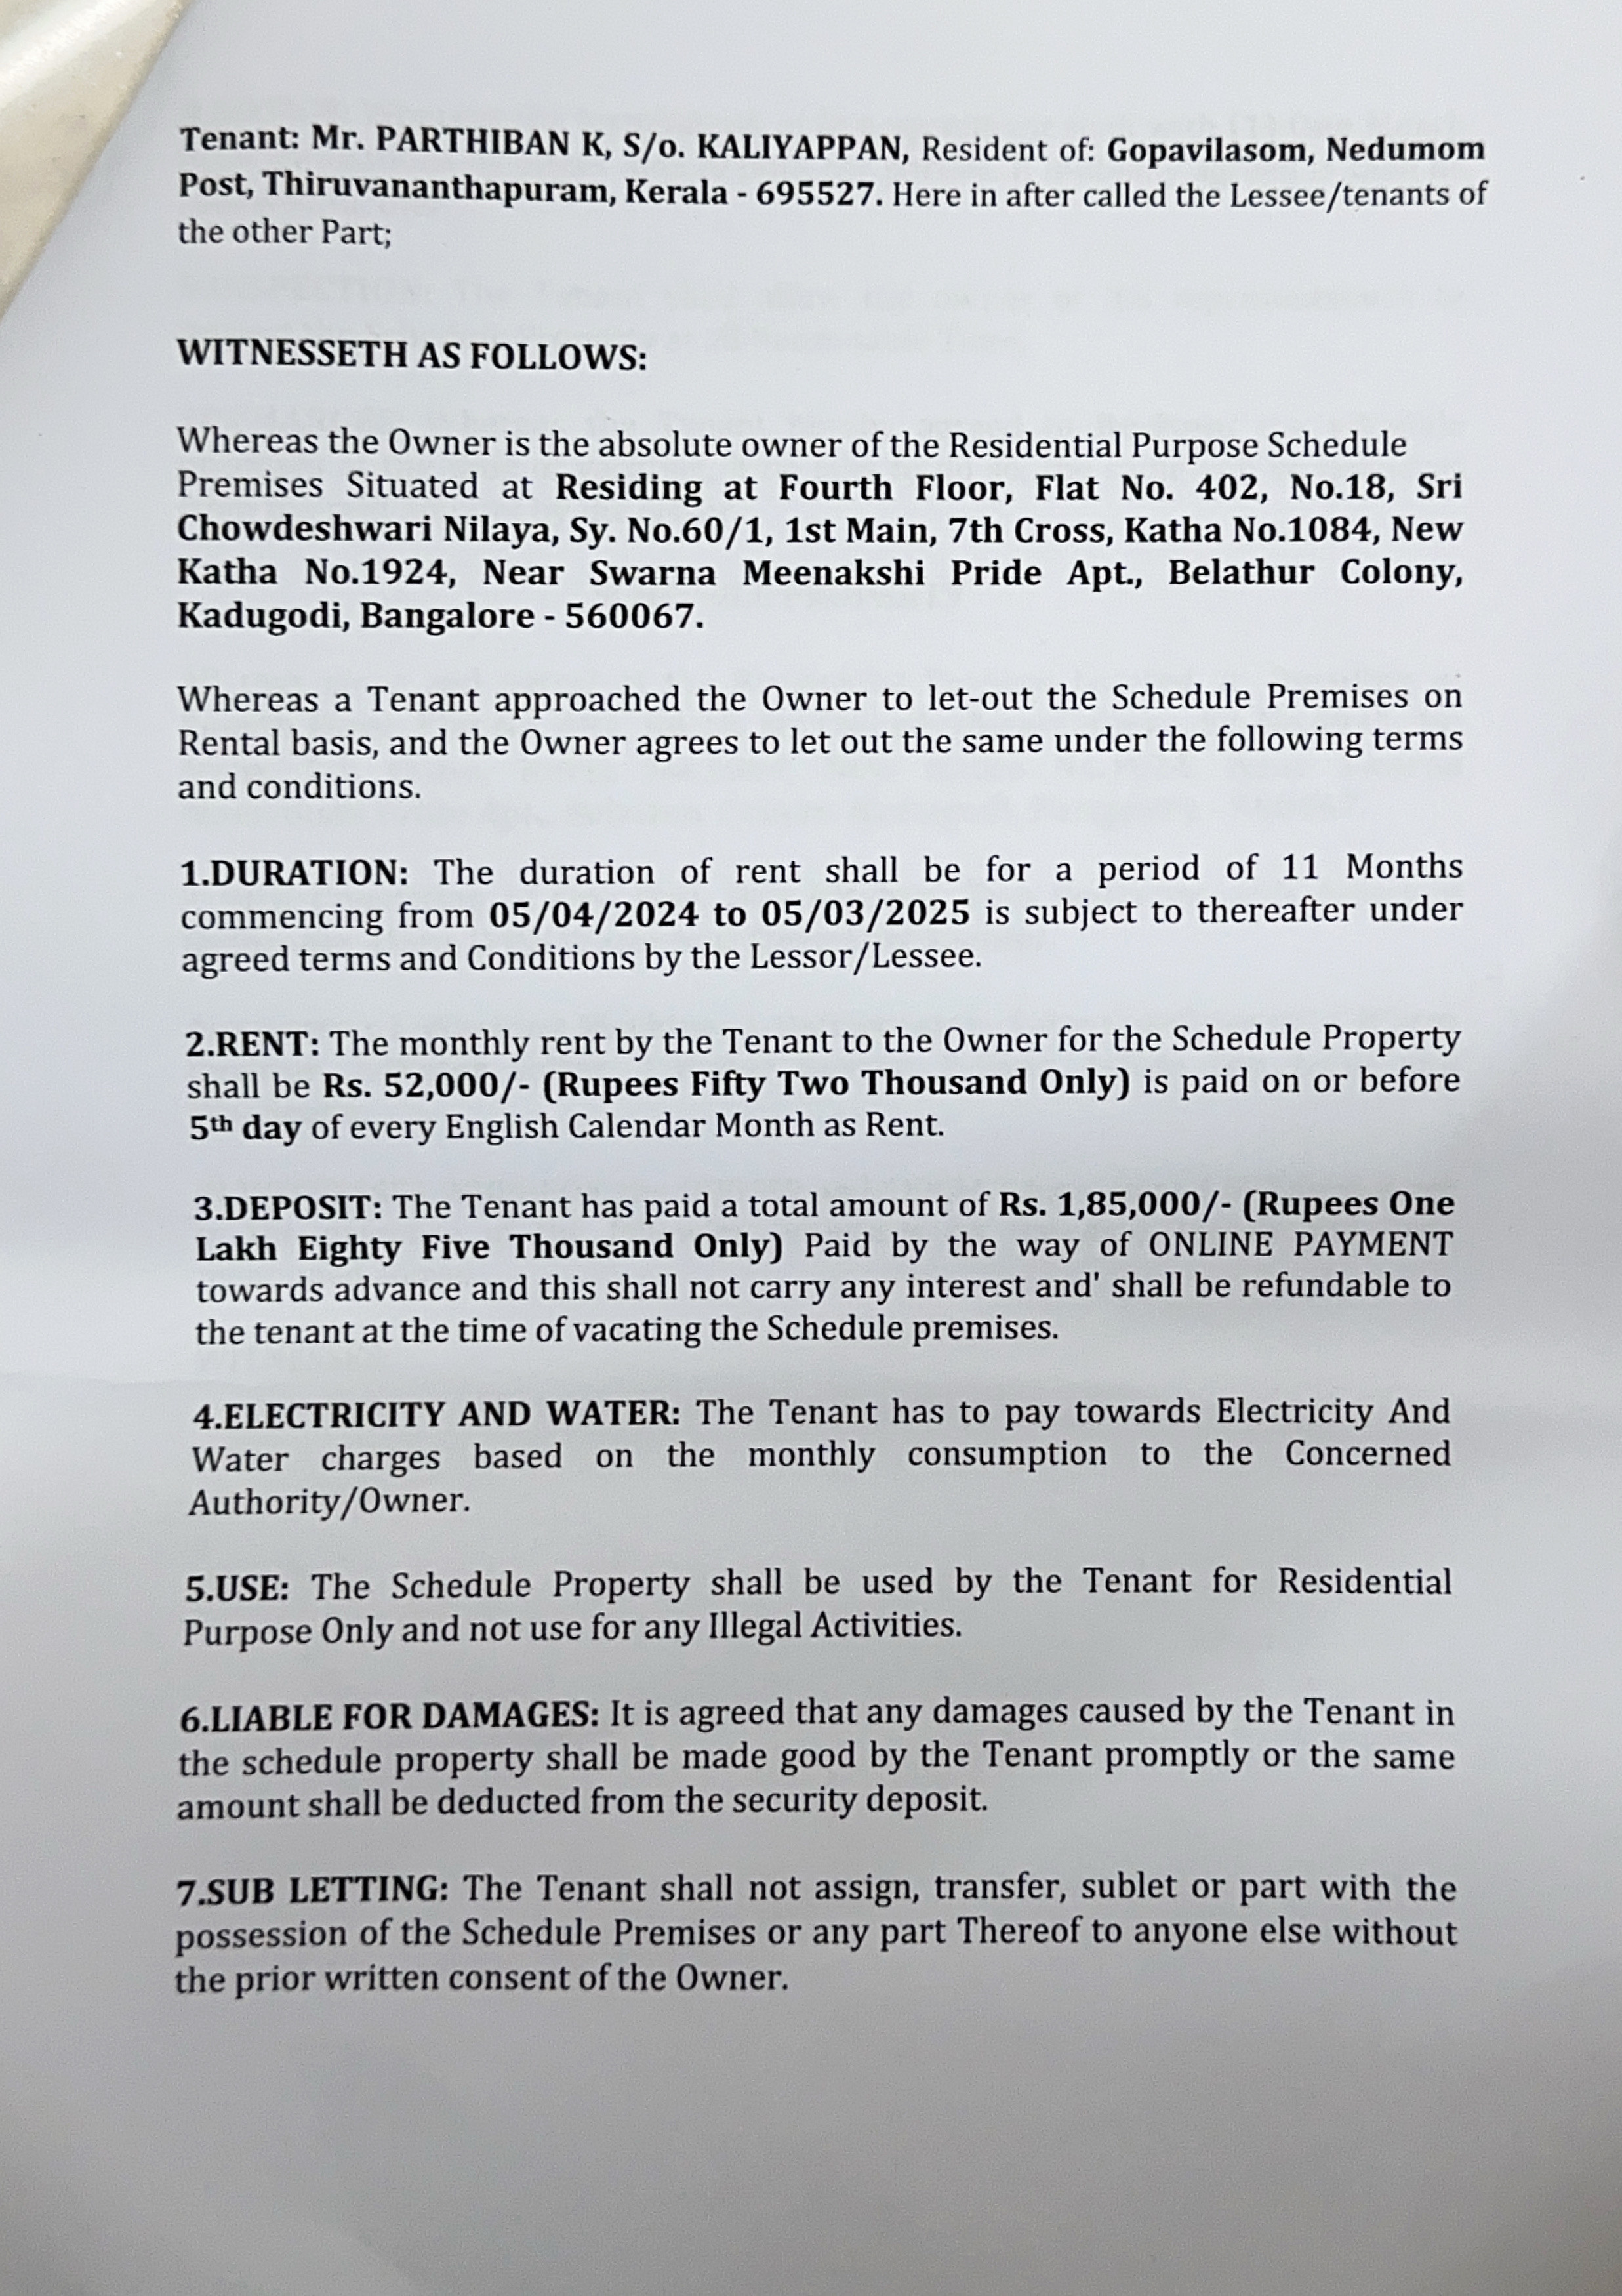 Tenant: Mr. PARTHIBAN K, S/o. KALIYAPPAN, Resident of: Gopavilasom, Nedumom
Post, Thiruvananthapuram, Kerala - 695527. Here in after called the Lessee/tenants of
the other Part;
WITNESSETH AS FOLLOWS:
Whereas the Owner is the absolute owner of the Residential Purpose Schedule
Premises Situated at Residing at Fourth Floor, Flat No. 402, No.18, Sri
Chowdeshwari Nilaya, Sy. No.60/1, 1st Main, 7th Cross, Katha No.1084, New
Katha No.1924, Near Swarna Meenakshi Pride Apt., Belathur Colony,
Kadugodi, Bangalore - 560067.
Whereas a Tenant approached the Owner to let-out the Schedule Premises on
Rental basis, and the Owner agrees to let out the same under the following terms
and conditions.
1.DURATION: The duration of rent shall be for a period of 11 Months
commencing from 05/04/2024 to 05/03/2025 is subject to thereafter under
agreed terms and Conditions by the Lessor/Lessee.
2.RENT: The monthly rent by the Tenant to the Owner for the Schedule Property
shall be Rs. 52,000/- (Rupees Fifty Two Thousand Only) is paid on or before
5th day of every English Calendar Month as Rent.
3.DEPOSIT: The Tenant has paid a total amount of Rs. 1,85,000/- (Rupees One
Lakh Eighty Five Thousand Only) Paid by the way of ONLINE PAYMENT
towards advance and this shall not carry any interest and' shall be refundable to
the tenant at the time of vacating the Schedule premises.
4.ELECTRICITY AND WATER: The Tenant has to pay towards Electricity And
Water charges based on the monthly consumption to the Concerned
Authority/Owner.
5.USE: The Schedule Property shall be used by the Tenant for Residential
Purpose Only and not use for any Illegal Activities.
6.LIABLE FOR DAMAGES: It is agreed that any damages caused by the Tenant in
the schedule property shall be made good by the Tenant promptly or the same
amount shall be deducted from the security deposit.
7.SUB LETTING: The Tenant shall not assign, transfer, sublet or part with the
possession of the Schedule Premises or any part Thereof to anyone else without
the prior written consent of the Owner.